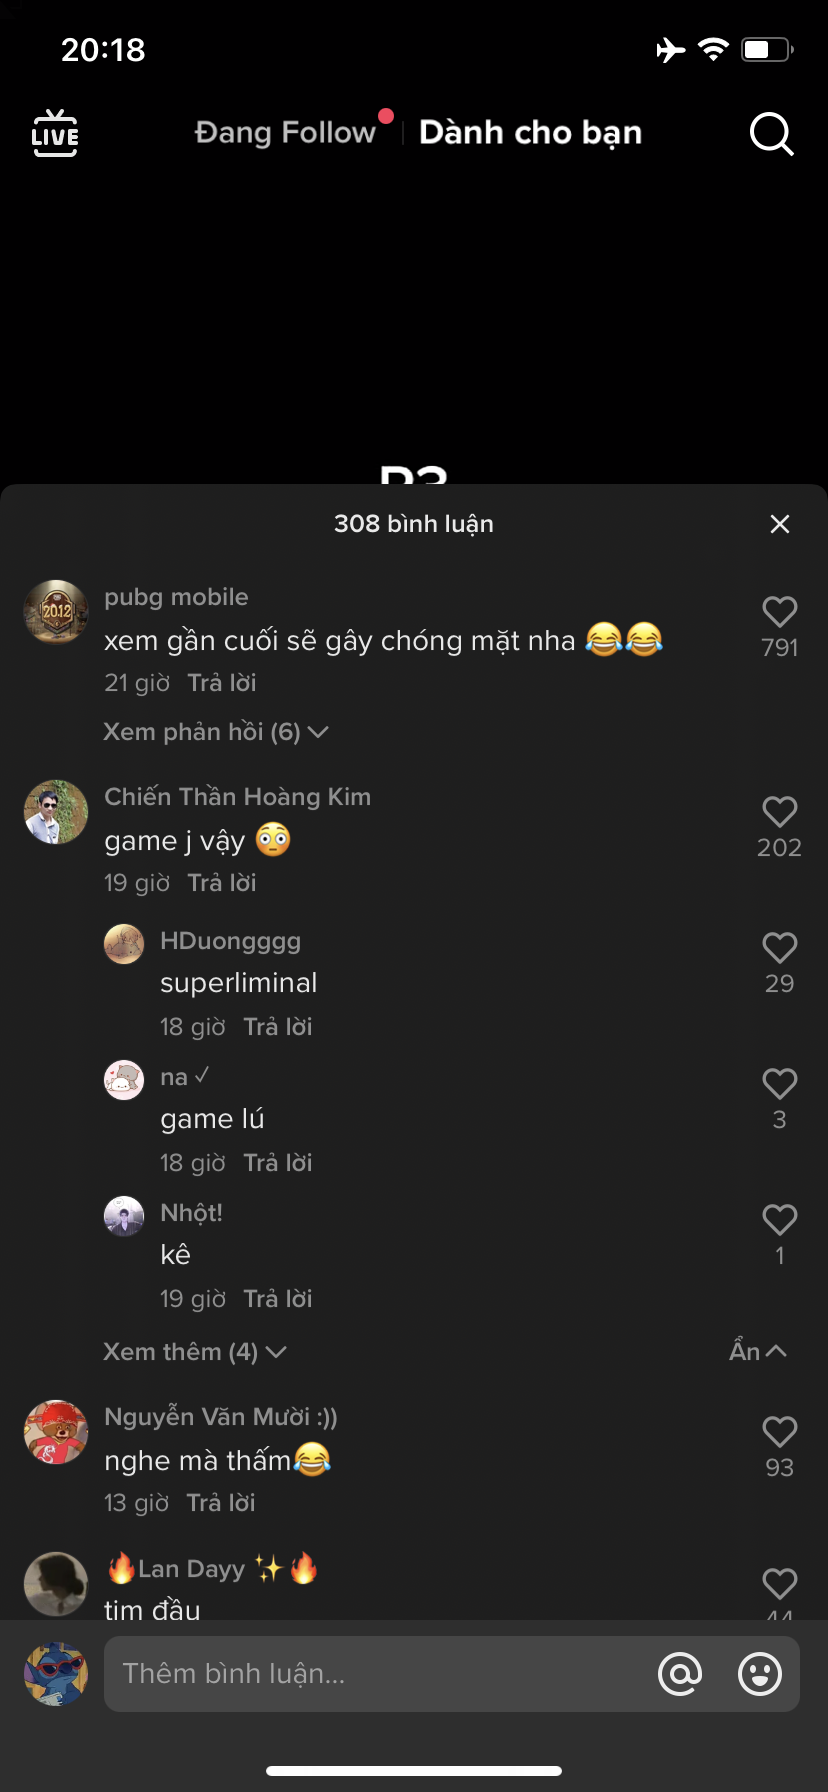 20:18
LIVE
Đang Follow
Dành cho bạn
308 bình luận
2012
pubg mobile
xem gần cuối sẽ gây chóng mặt nha 😂😂
791
21 giờ Trả lời
Xem phản hồi (6)
Chiến Thần Hoàng Kim
game j vậy 😳
202
19 giờ Trả lời
HDuongggg
superliminal
29
18 giờ Trả lời
na ✓
game lú
3
18 giờ Trả lời
Nhột!
kê
1
19 giờ Trả lời
Xem thêm (4)
Ẩn
Nguyễn Văn Mười :))
nghe mà thấm😂
93
13 giờ Trả lời
🔥Lan Dayy ✨🔥
tim đầu
44
Thêm bình luận...